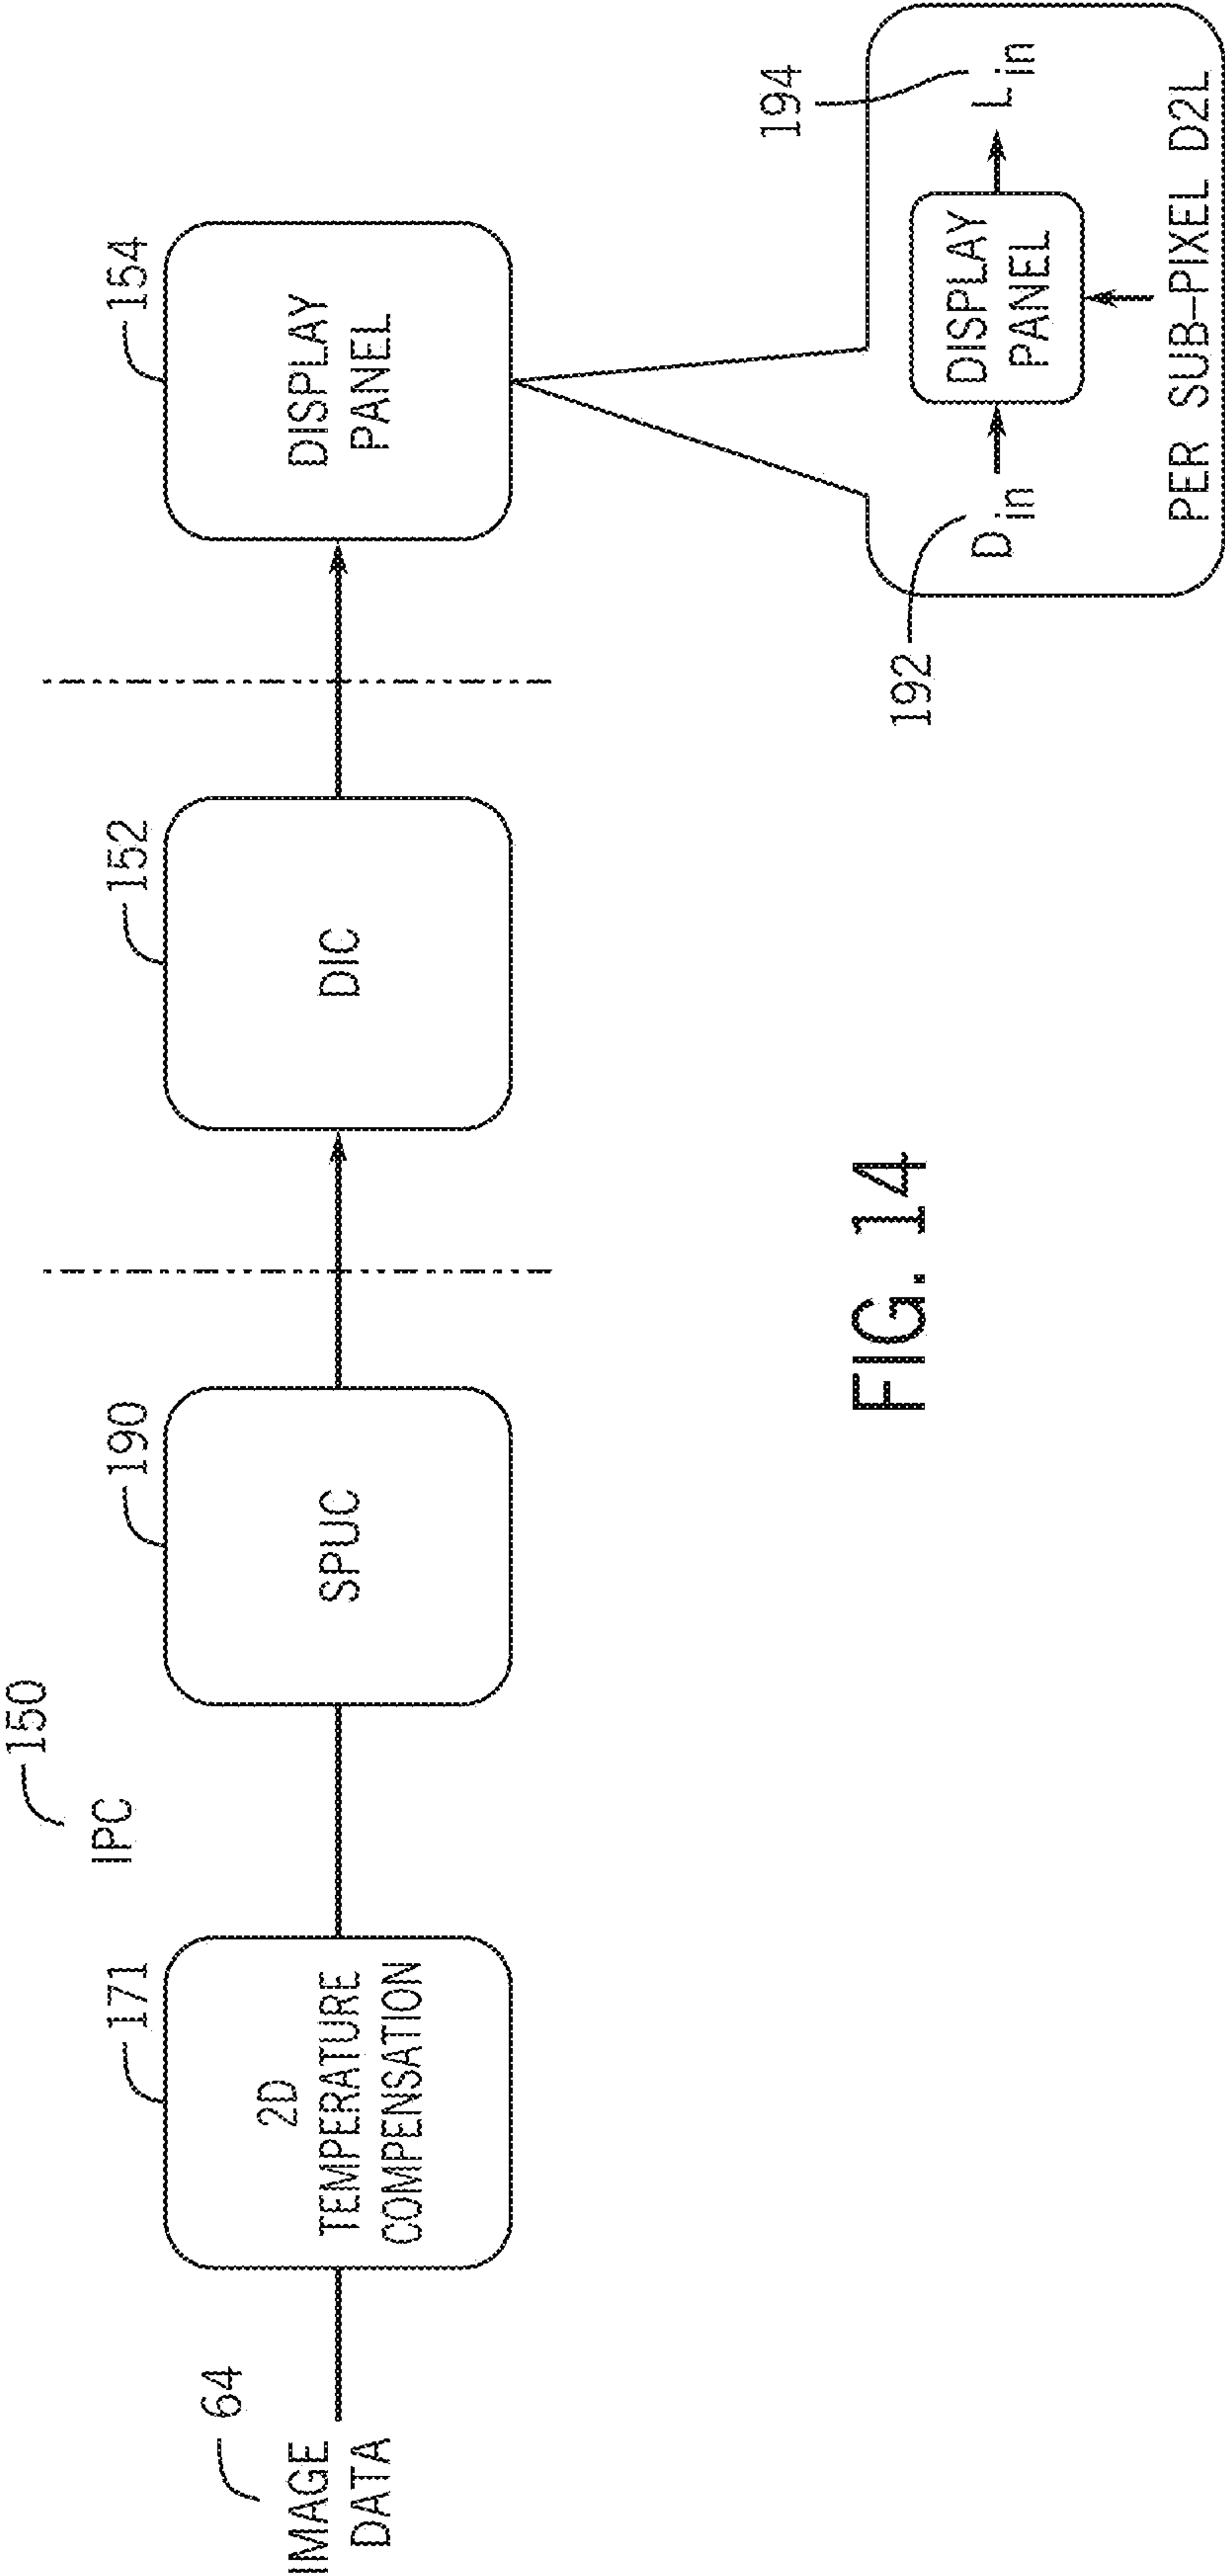 150
IPC
64
IMAGE
DATA
171
2D
TEMPERATURE
COMPENSATION
190
SPUC
152
DIC
154
DISPLAY
PANEL
192
D in
DISPLAY
PANEL
194
L in
PER SUB-PIXEL D2L
FIG. 14